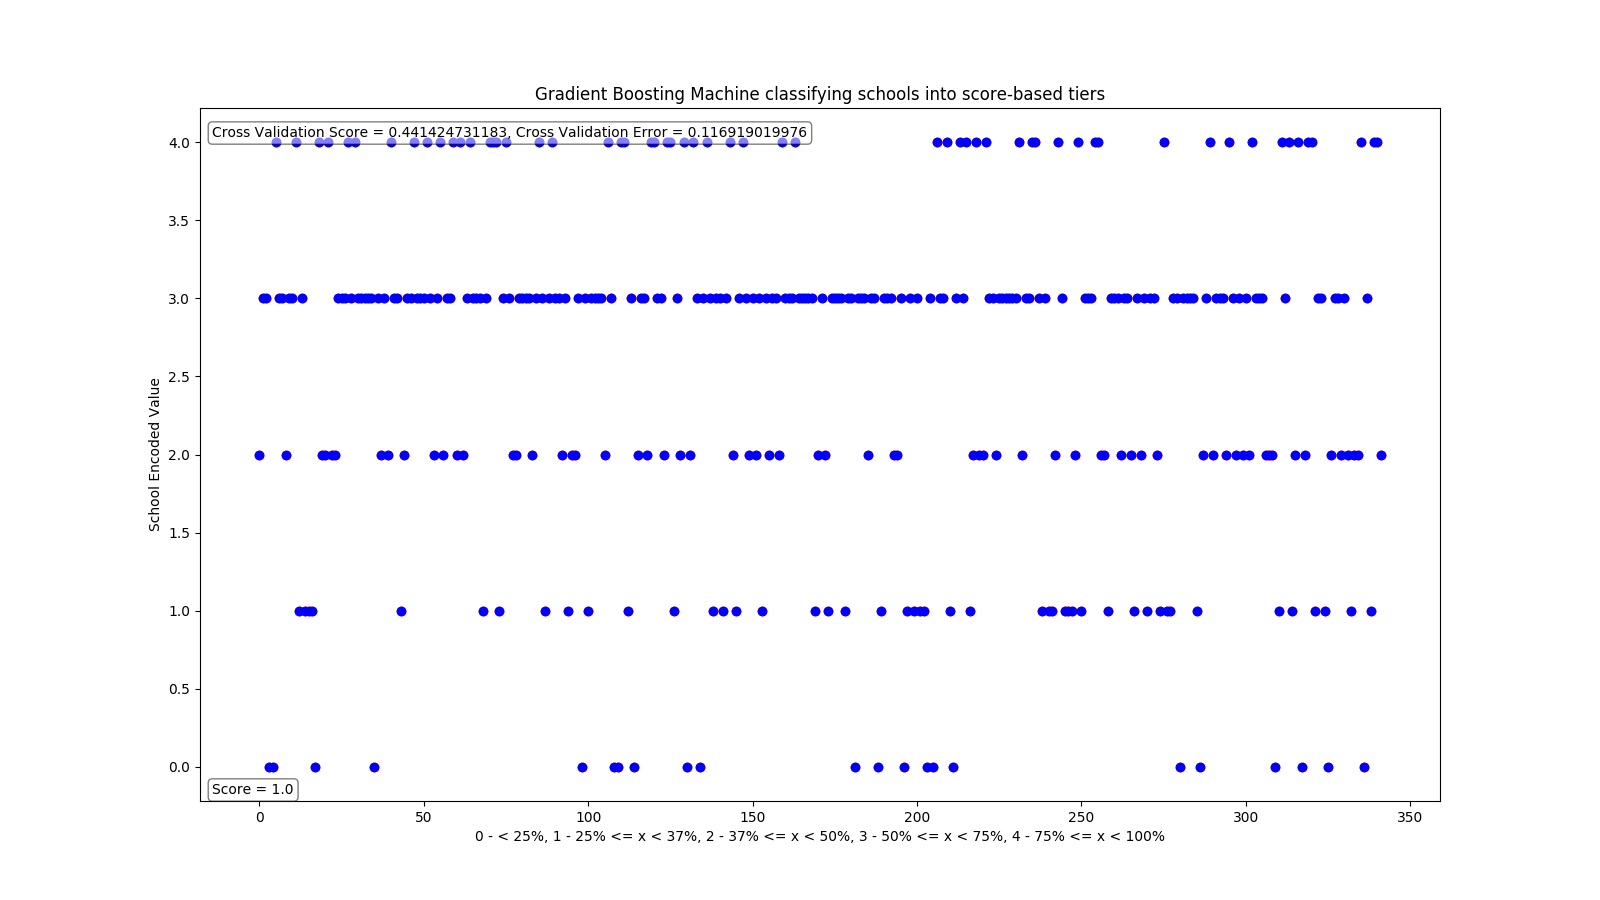 Gradient Boosting Machine classifying schools into score-based tiers
Cross Validation Score = 0.441424731183, Cross Validation Error = 0.116919019976
4.0
3.5
3.0
2.5
2.0
1.5
1.0
0.5
0.0
School Encoded Value
Score = 1.0
0 50 100 150 200 250 300 350
0 - < 25%, 1 - 25% <= x < 37%, 2 - 37% <= x < 50%, 3 - 50% <= x < 75%, 4 - 75% <= x < 100%